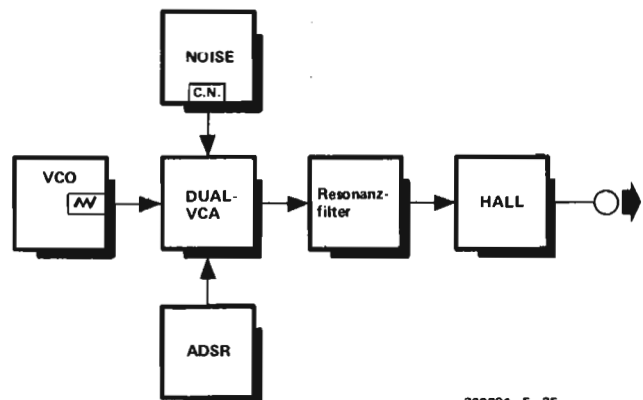 NOISE
C.N.
VCO
DUAL-
VCA
Resonanz-
filter
HALL
ADSR